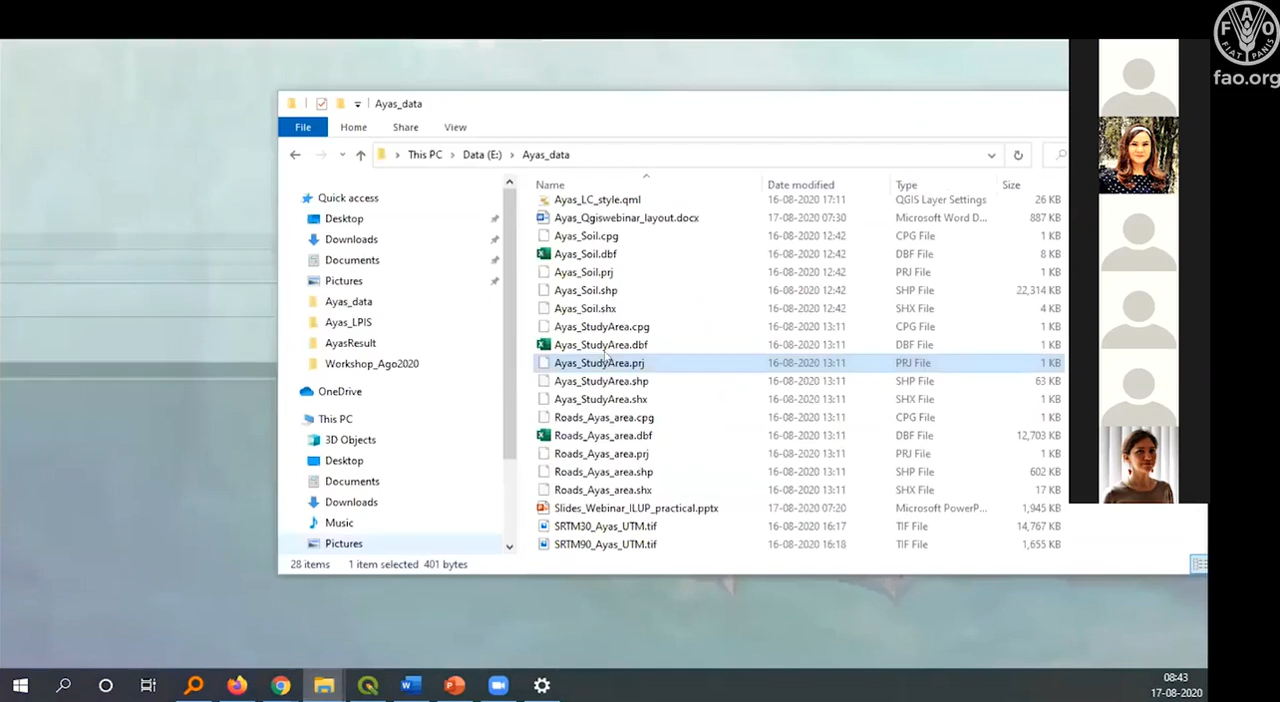 FAO
FIAT PANIS
fao.org
Ayas_data
File Home Share View
This PC Data (E:) Ayas_data
Name Date modified Type Size
Quick access
Desktop
Downloads
Documents
Pictures
Ayas_data
Ayas_LPIS
AyasResult
Workshop_Ago2020
OneDrive
This PC
3D Objects
Desktop
Documents
Downloads
Music
Pictures
Ayas_LC_style.qml 16-08-2020 17:11 QGIS Layer Settings 26 KB
Ayas_Qgiswebinar_layout.docx 17-08-2020 07:30 Microsoft Word D... 887 KB
Ayas_Soil.cpg 16-08-2020 12:42 CPG File 1 KB
Ayas_Soil.dbf 16-08-2020 12:42 DBF File 8 KB
Ayas_Soil.prj 16-08-2020 12:42 PRJ File 1 KB
Ayas_Soil.shp 16-08-2020 12:42 SHP File 22,314 KB
Ayas_Soil.shx 16-08-2020 12:42 SHX File 4 KB
Ayas_StudyArea.cpg 16-08-2020 13:11 CPG File 1 KB
Ayas_StudyArea.dbf 16-08-2020 13:11 DBF File 1 KB
Ayas_StudyArea.prj 16-08-2020 13:11 PRJ File 1 KB
Ayas_StudyArea.shp 16-08-2020 13:11 SHP File 63 KB
Ayas_StudyArea.shx 16-08-2020 13:11 SHX File 1 KB
Roads_Ayas_area.cpg 16-08-2020 13:11 CPG File 1 KB
Roads_Ayas_area.dbf 16-08-2020 13:11 DBF File 12,703 KB
Roads_Ayas_area.prj 16-08-2020 13:11 PRJ File 1 KB
Roads_Ayas_area.shp 16-08-2020 13:11 SHP File 602 KB
Roads_Ayas_area.shx 16-08-2020 13:11 SHX File 17 KB
Slides_Webinar_ILUP_practical.pptx 17-08-2020 07:20 Microsoft PowerP... 1,945 KB
SRTM30_Ayas_UTM.tif 16-08-2020 16:17 TIF File 14,767 KB
SRTM90_Ayas_UTM.tif 16-08-2020 16:18 TIF File 1,655 KB
28 items 1 item selected 401 bytes
08:43
17-08-2020